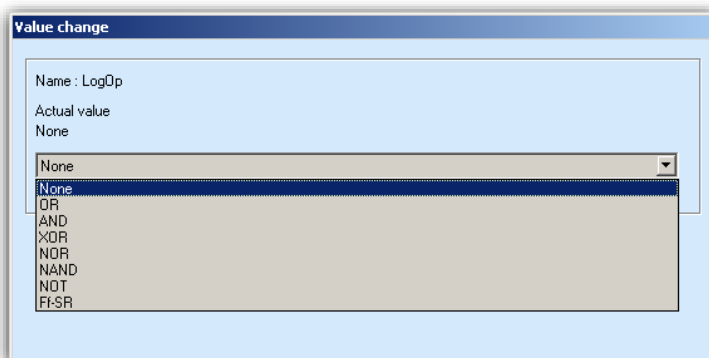 Value change
Name : LogOp
Actual value
None
None
None
OR
AND
XOR
NOR
NAND
NOT
Ff-SR